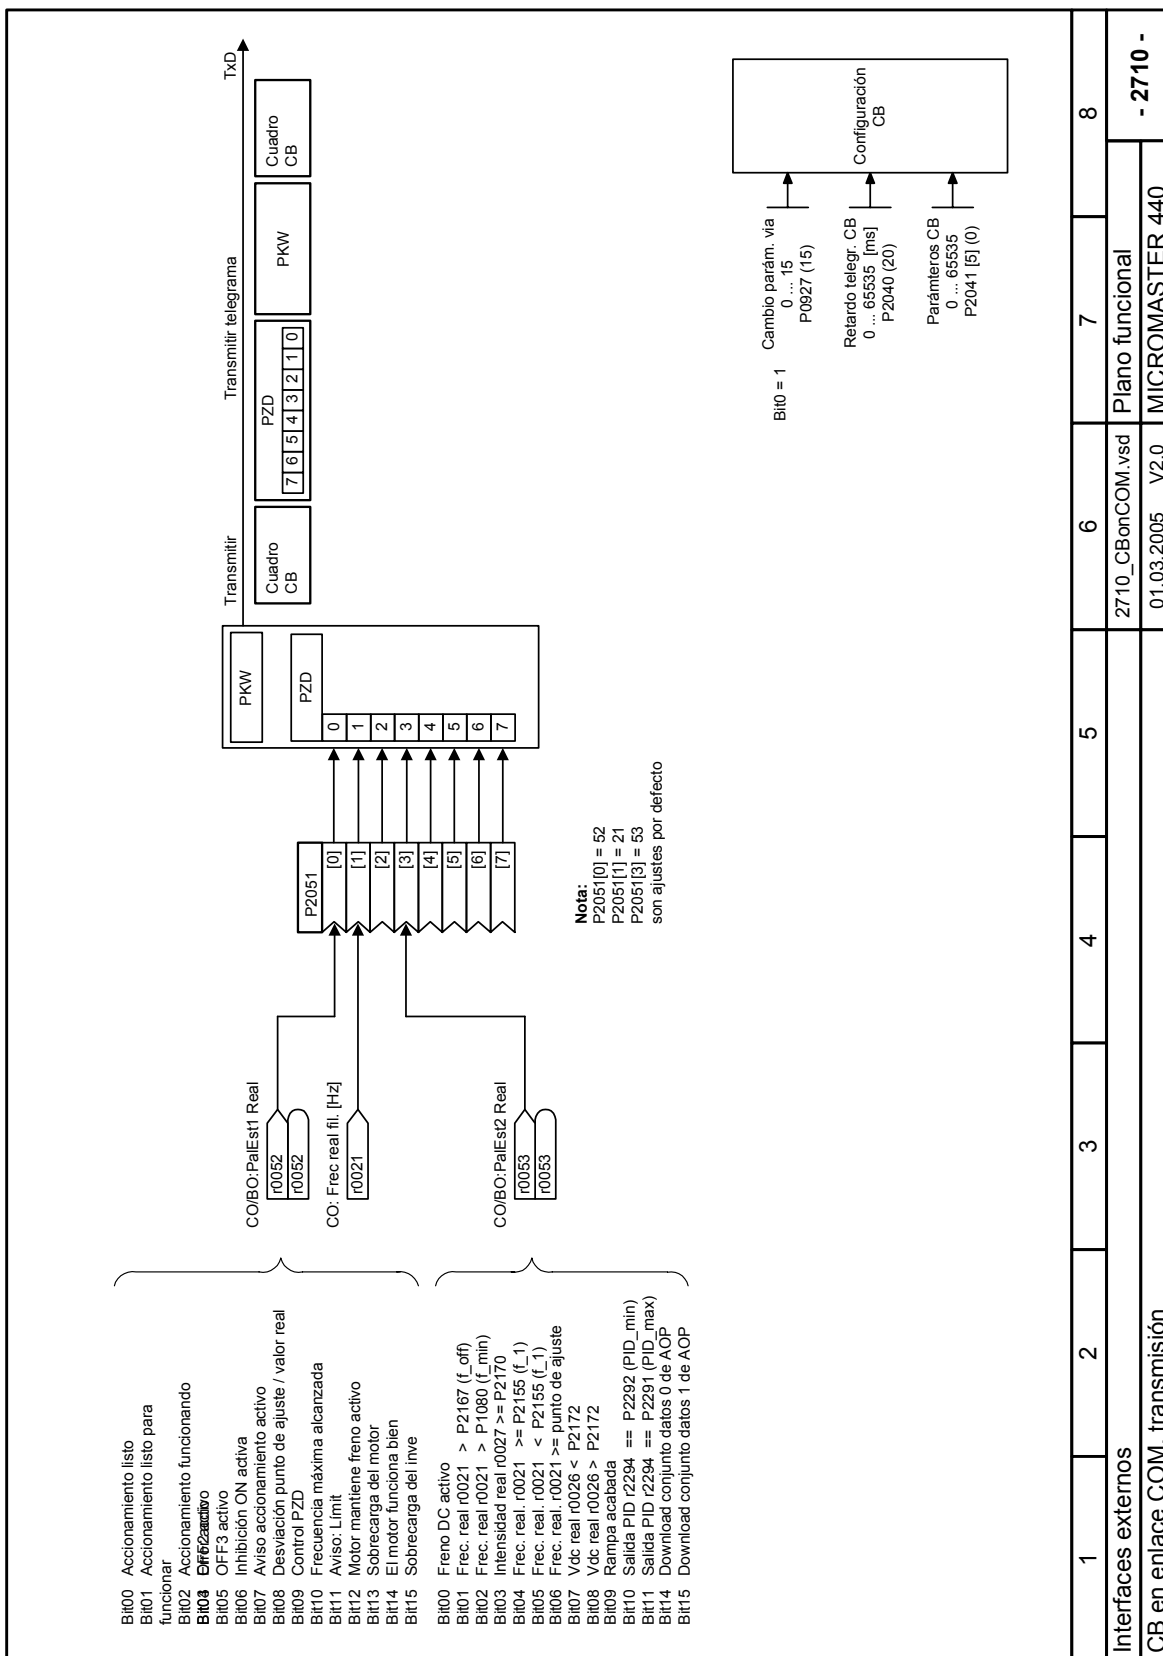 Bit00 Accionamiento listo
Bit01 Accionamiento listo para
funcionar
Bit02 Accionamiento funcionando
Bit05 OFF3 activo
Bit06 Inhibición ON activa
Bit07 Aviso accionamiento activo
Bit08 Desviación punto de ajuste / valor real
Bit09 Control PZD
Bit10 Frecuencia máxima alcanzada
Bit11 Aviso: Límit
Bit12 Motor mantiene freno activo
Bit13 Sobrecarga del motor
Bit14 El motor funciona bien
Bit15 Sobrecarga del inve
Bit00 Freno DC activo
Bit01 Frec. real r0021 > P2167 (f_off)
Bit02 Frec. real r0021 > P1080 (f_min)
Bit03 Intensidad real r0027 >= P2170
Bit04 Frec. real. r0021 >= P2155 (f_1)
Bit05 Frec. real. r0021 < P2155 (f_1)
Bit06 Frec. real. r0021 >= punto de ajuste
Bit07 Vdc real r0026 < P2172
Bit08 Vdc real r0026 > P2172
Bit09 Rampa acabada
Bit10 Salida PID r2294 == P2292 (PID_min)
Bit11 Salida PID r2294 == P2291 (PID_max)
Bit14 Download conjunto datos 0 de AOP
Bit15 Download conjunto datos 1 de AOP
CO/BO:PalEst1 Real
r0052
r0052
CO: Frec real fil. [Hz]
r0021
CO/BO:PalEst2 Real
r0053
r0053
P2051
[0]
[1]
[2]
[3]
[4]
[5]
[6]
[7]
Nota:
P2051[0] = 52
P2051[1] = 21
P2051[3] = 53
son ajustes por defecto
PKW
PZD
0
1
2
3
4
5
6
7
Transmitir
Transmitir telegrama
TxD
Cuadro
CB
PZD
7 6 5 4 3 2 1 0
PKW
Cuadro
CB
Bit0 = 1
Cambio parám. via
0 ... 15
P0927 (15)
Retardo telegr. CB
0 ... 65535 [ms]
P2040 (20)
Parámteros CB
0 ... 65535
P2041 [5] (0)
Configuración
CB
1 2 3 4 5 6 7 8
Interfaces externos
2710_CBonCOM.vsd
Plano funcional
- 2710 -
CB en enlace COM, transmisión
01.03.2005 V2.0
MICROMASTER 440